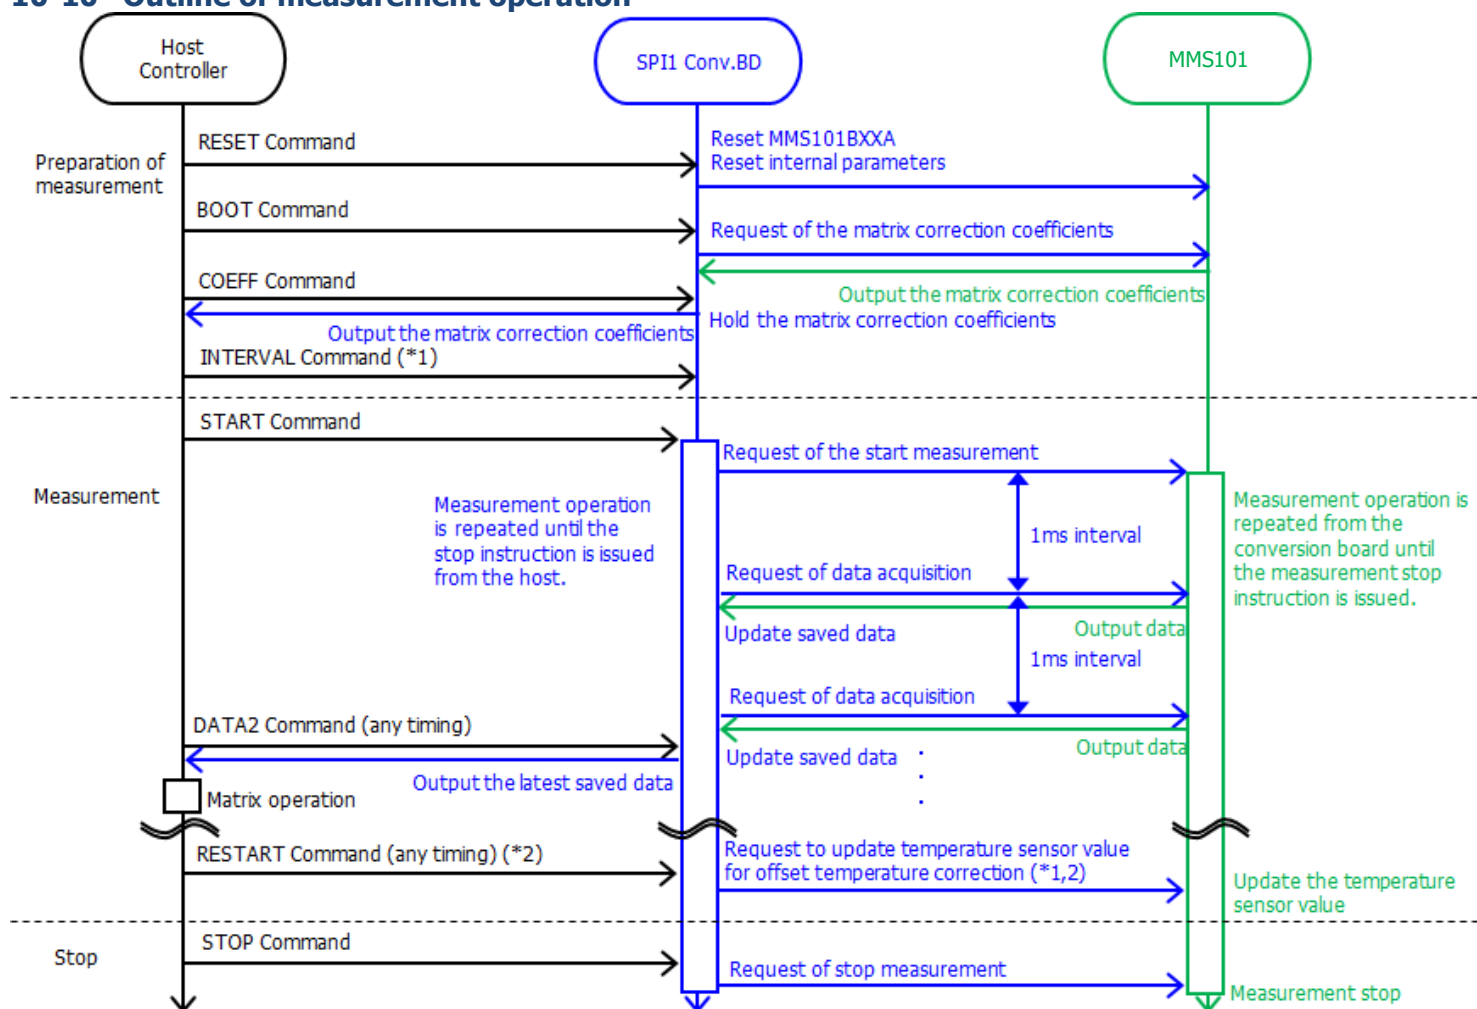 10-10 Outline of measurement operation
Host
Controller
SPI1 Conv.BD
MMS101
Preparation of
measurement
RESET Command
Reset MMS101BXXA
Reset internal parameters
BOOT Command
Request of the matrix correction coefficients
COEFF Command
Output the matrix correction coefficients
Hold the matrix correction coefficients
Output the matrix correction coefficients
INTERVAL Command (*1)
START Command
Request of the start measurement
Measurement
Measurement operation
is repeated until the
stop instruction is issued
from the host.
1ms interval
Measurement operation is
repeated from the
conversion board until
the measurement stop
instruction is issued.
Request of data acquisition
Output data
Update saved data
1ms interval
Request of data acquisition
DATA2 Command (any timing)
Output data
Update saved data
Output the latest saved data
Matrix operation
RESTART Command (any timing) (*2)
Request to update temperature sensor value
for offset temperature correction (*1,2)
Update the temperature
sensor value
STOP Command
Stop
Request of stop measurement
Measurement stop